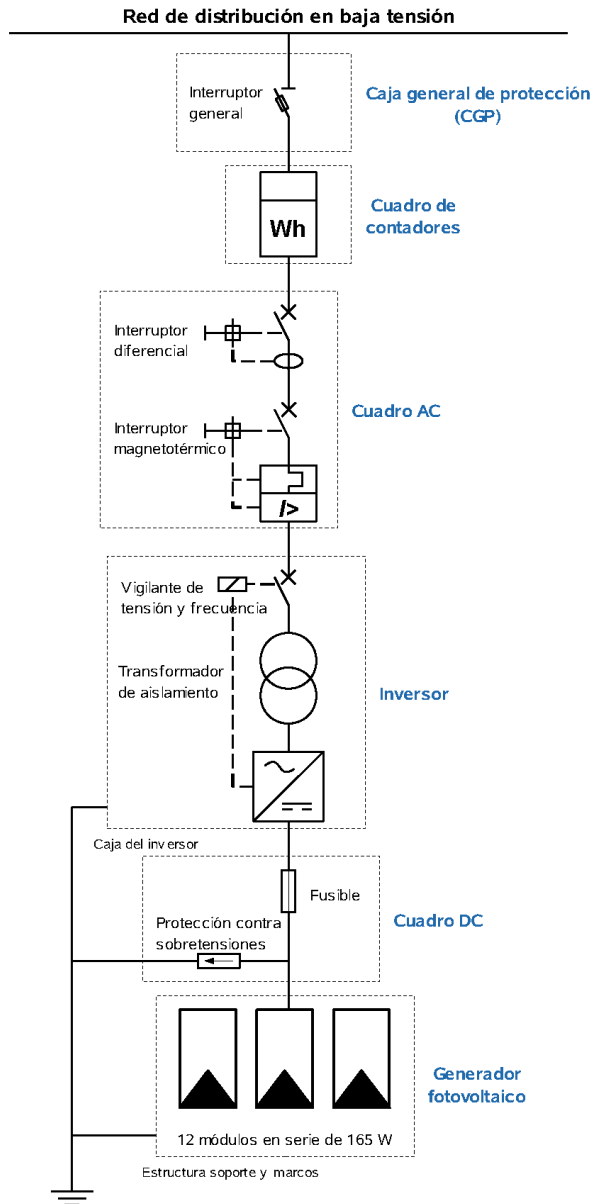 Red de distribución en baja tensión
Interruptor
general
Caja general de protección
(CGP)
Wh
Cuadro de
contadores
Interruptor
diferencial
Cuadro AC
Interruptor
magnetotérmico
I>
Vigilante de
tensión y frecuencia
Transformador
de aislamiento
Inversor
Caja del inversor
Fusible
Protección contra
sobretensiones
Cuadro DC
Generador
fotovoltaico
12 módulos en serie de 165 W
Estructura soporte y marcos